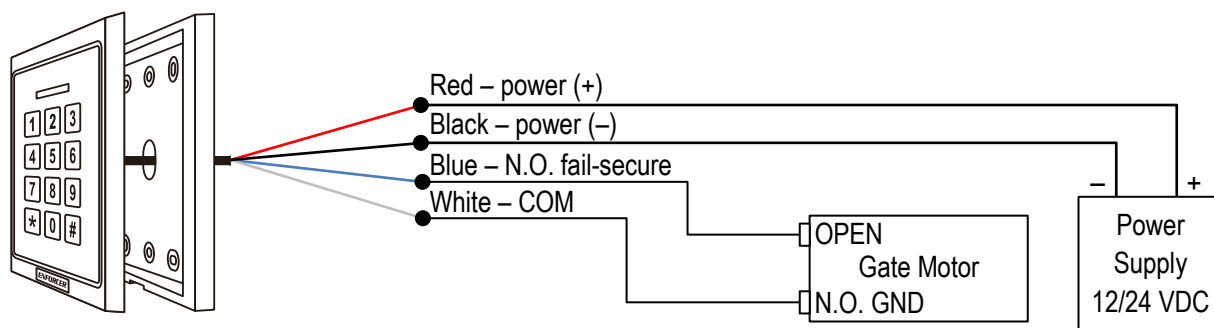 Red – power (+)
Black – power (–)
Blue – N.O. fail-secure
White – COM
1 2 3
4 5 6
7 8 9
* 0 #
ENFORCER
OPEN
Gate Motor
N.O. GND
– +
Power
Supply
12/24 VDC